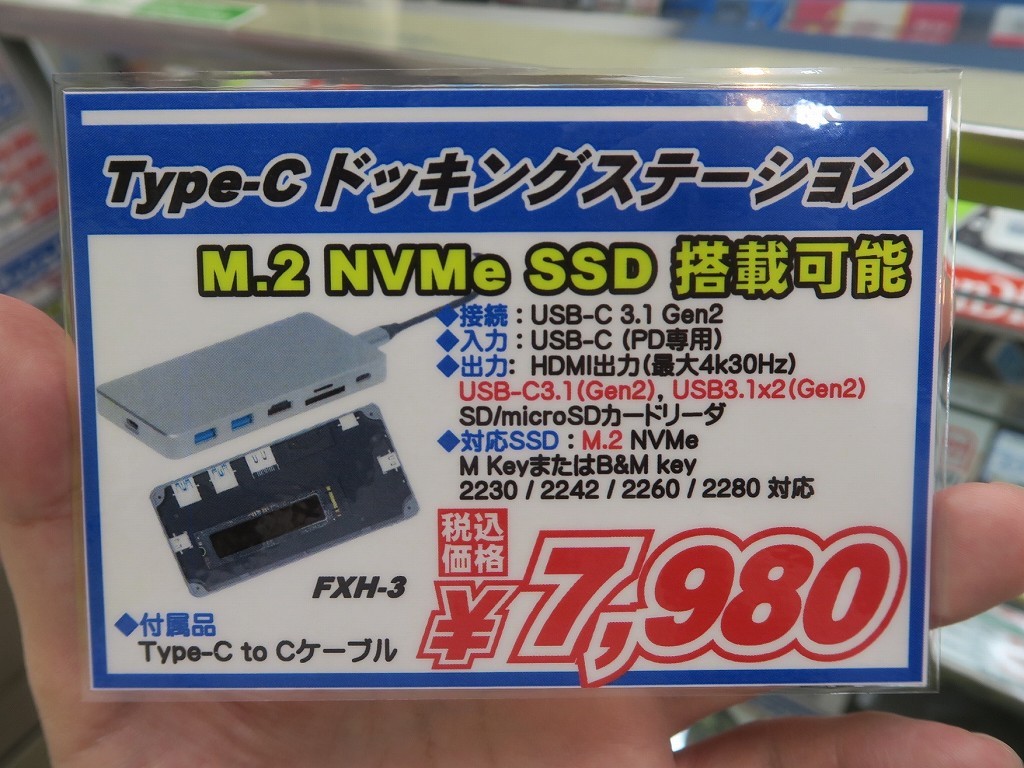 Type-C ドッキングステーション
M.2 NVMe SSD 搭載可能
◆接続：USB-C 3.1 Gen2
◆入力：USB-C (PD専用)
◆出力: HDMI出力(最大4k30Hz)
USB-C3.1(Gen2), USB3.1x2(Gen2)
SD/microSDカードリーダ
◆対応SSD：M.2 NVMe
M KeyまたはB&M key
2230 / 2242 / 2260 / 2280 対応
FXH-3
税込
価格
¥7,980
◆付属品
Type-C to Cケーブル